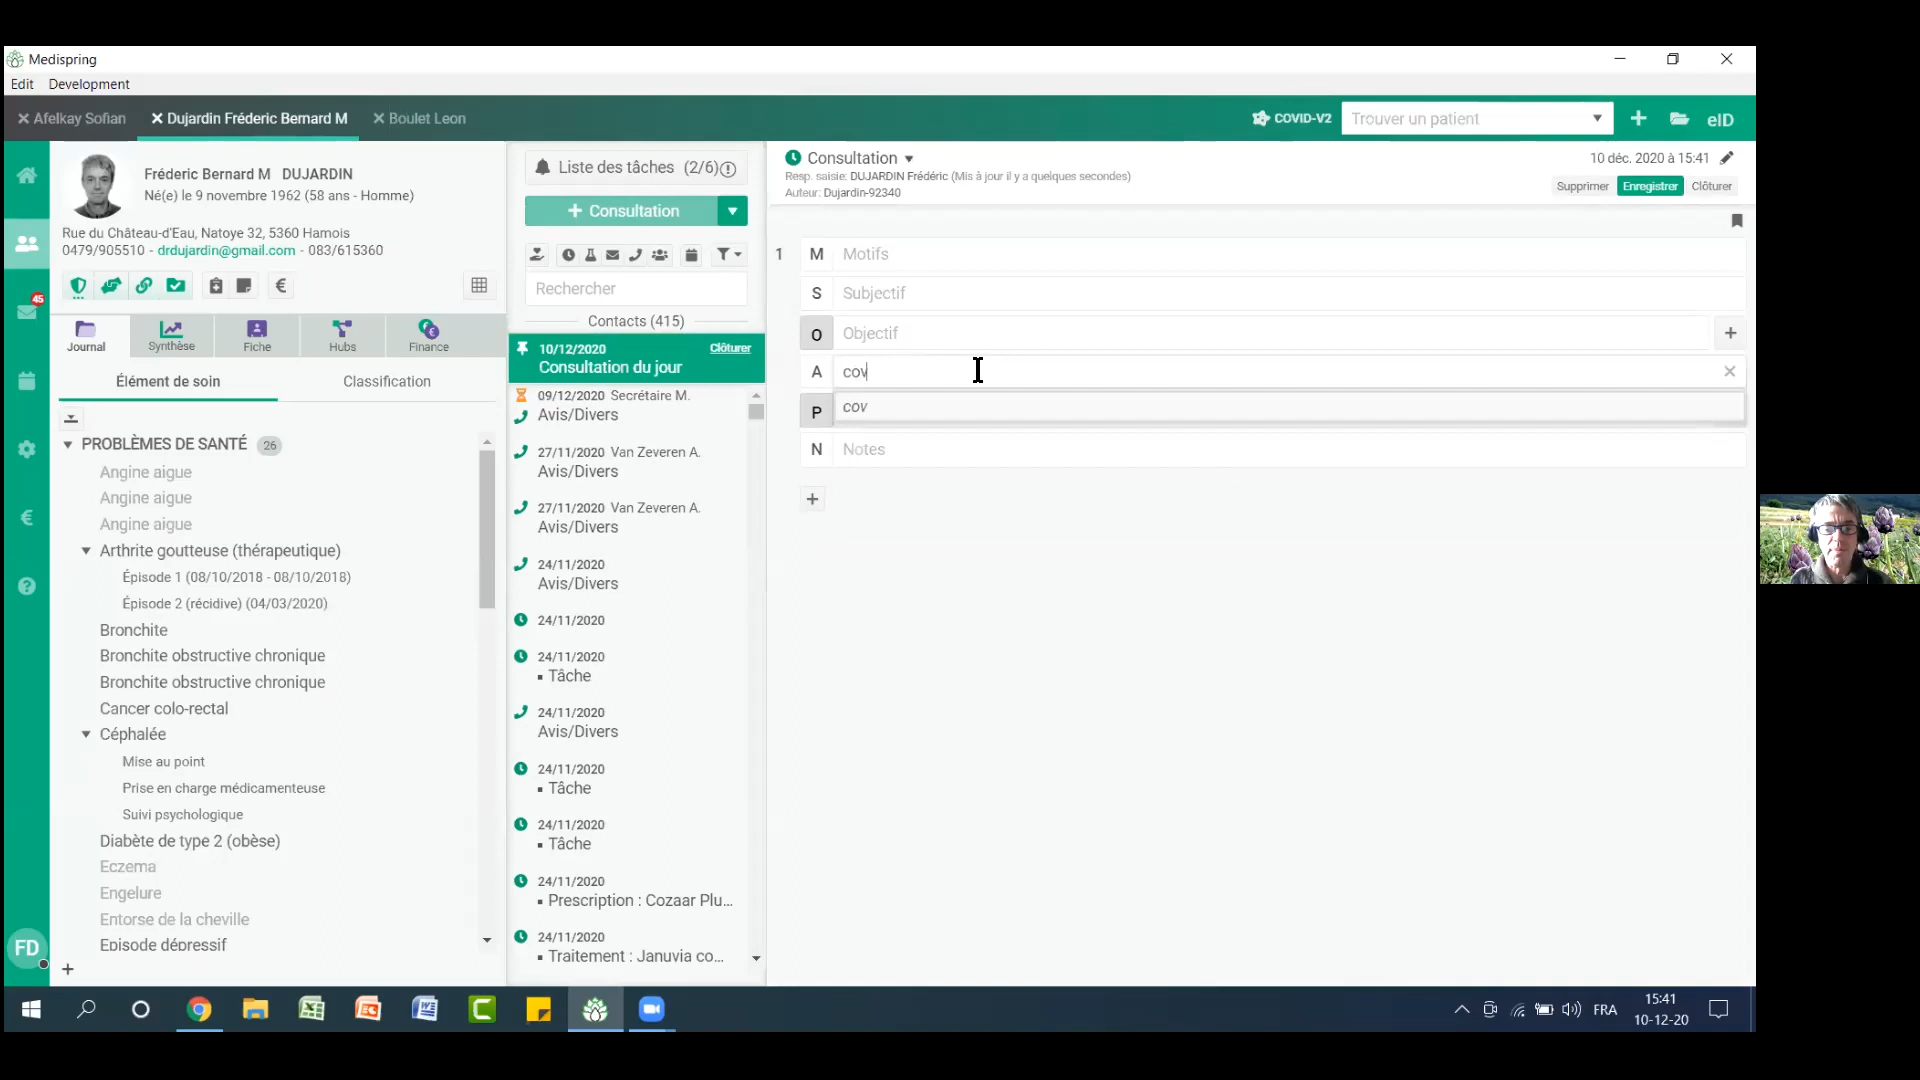 Medispring
Edit Development
Afelkay Sofian
Dujardin Fréderic Bernard M
Boulet Leon
COVID-V2
Trouver un patient
eID
Fréderic Bernard M DUJARDIN
Né(e) le 9 novembre 1962 (58 ans - Homme)
Rue du Château-d'Eau, Natoye 32, 5360 Hamois
0479/905510 - drdujardin@gmail.com - 083/615360
45
Journal
Synthèse
Fiche
Hubs
Finance
Élément de soin
Classification
PROBLÈMES DE SANTÉ 26
Angine aigue
Angine aigue
Angine aigue
Arthrite goutteuse (thérapeutique)
Épisode 1 (08/10/2018 - 08/10/2018)
Épisode 2 (récidive) (04/03/2020)
Bronchite
Bronchite obstructive chronique
Bronchite obstructive chronique
Cancer colo-rectal
Céphalée
Mise au point
Prise en charge médicamenteuse
Suivi psychologique
Diabète de type 2 (obèse)
Eczema
Engelure
Entorse de la cheville
Episode dépressif
FD
Liste des tâches (2/6)
+ Consultation
Rechercher
Contacts (415)
10/12/2020 Clôturer
Consultation du jour
09/12/2020 Secrétaire M.
Avis/Divers
27/11/2020 Van Zeveren A.
Avis/Divers
27/11/2020 Van Zeveren A.
Avis/Divers
24/11/2020
Avis/Divers
24/11/2020
24/11/2020
▪ Tâche
24/11/2020
Avis/Divers
24/11/2020
▪ Tâche
24/11/2020
▪ Tâche
24/11/2020
▪ Prescription : Cozaar Plu...
24/11/2020
▪ Traitement : Januvia co...
Consultation
10 déc. 2020 à 15:41
Resp. saisie: DUJARDIN Frédéric (Mis à jour il y a quelques secondes)
Auteur: Dujardin-92340
Supprimer Enregistrer Clôturer
1 M Motifs
S Subjectif
O Objectif
A cov
P cov
N Notes
FRA
15:41
10-12-20